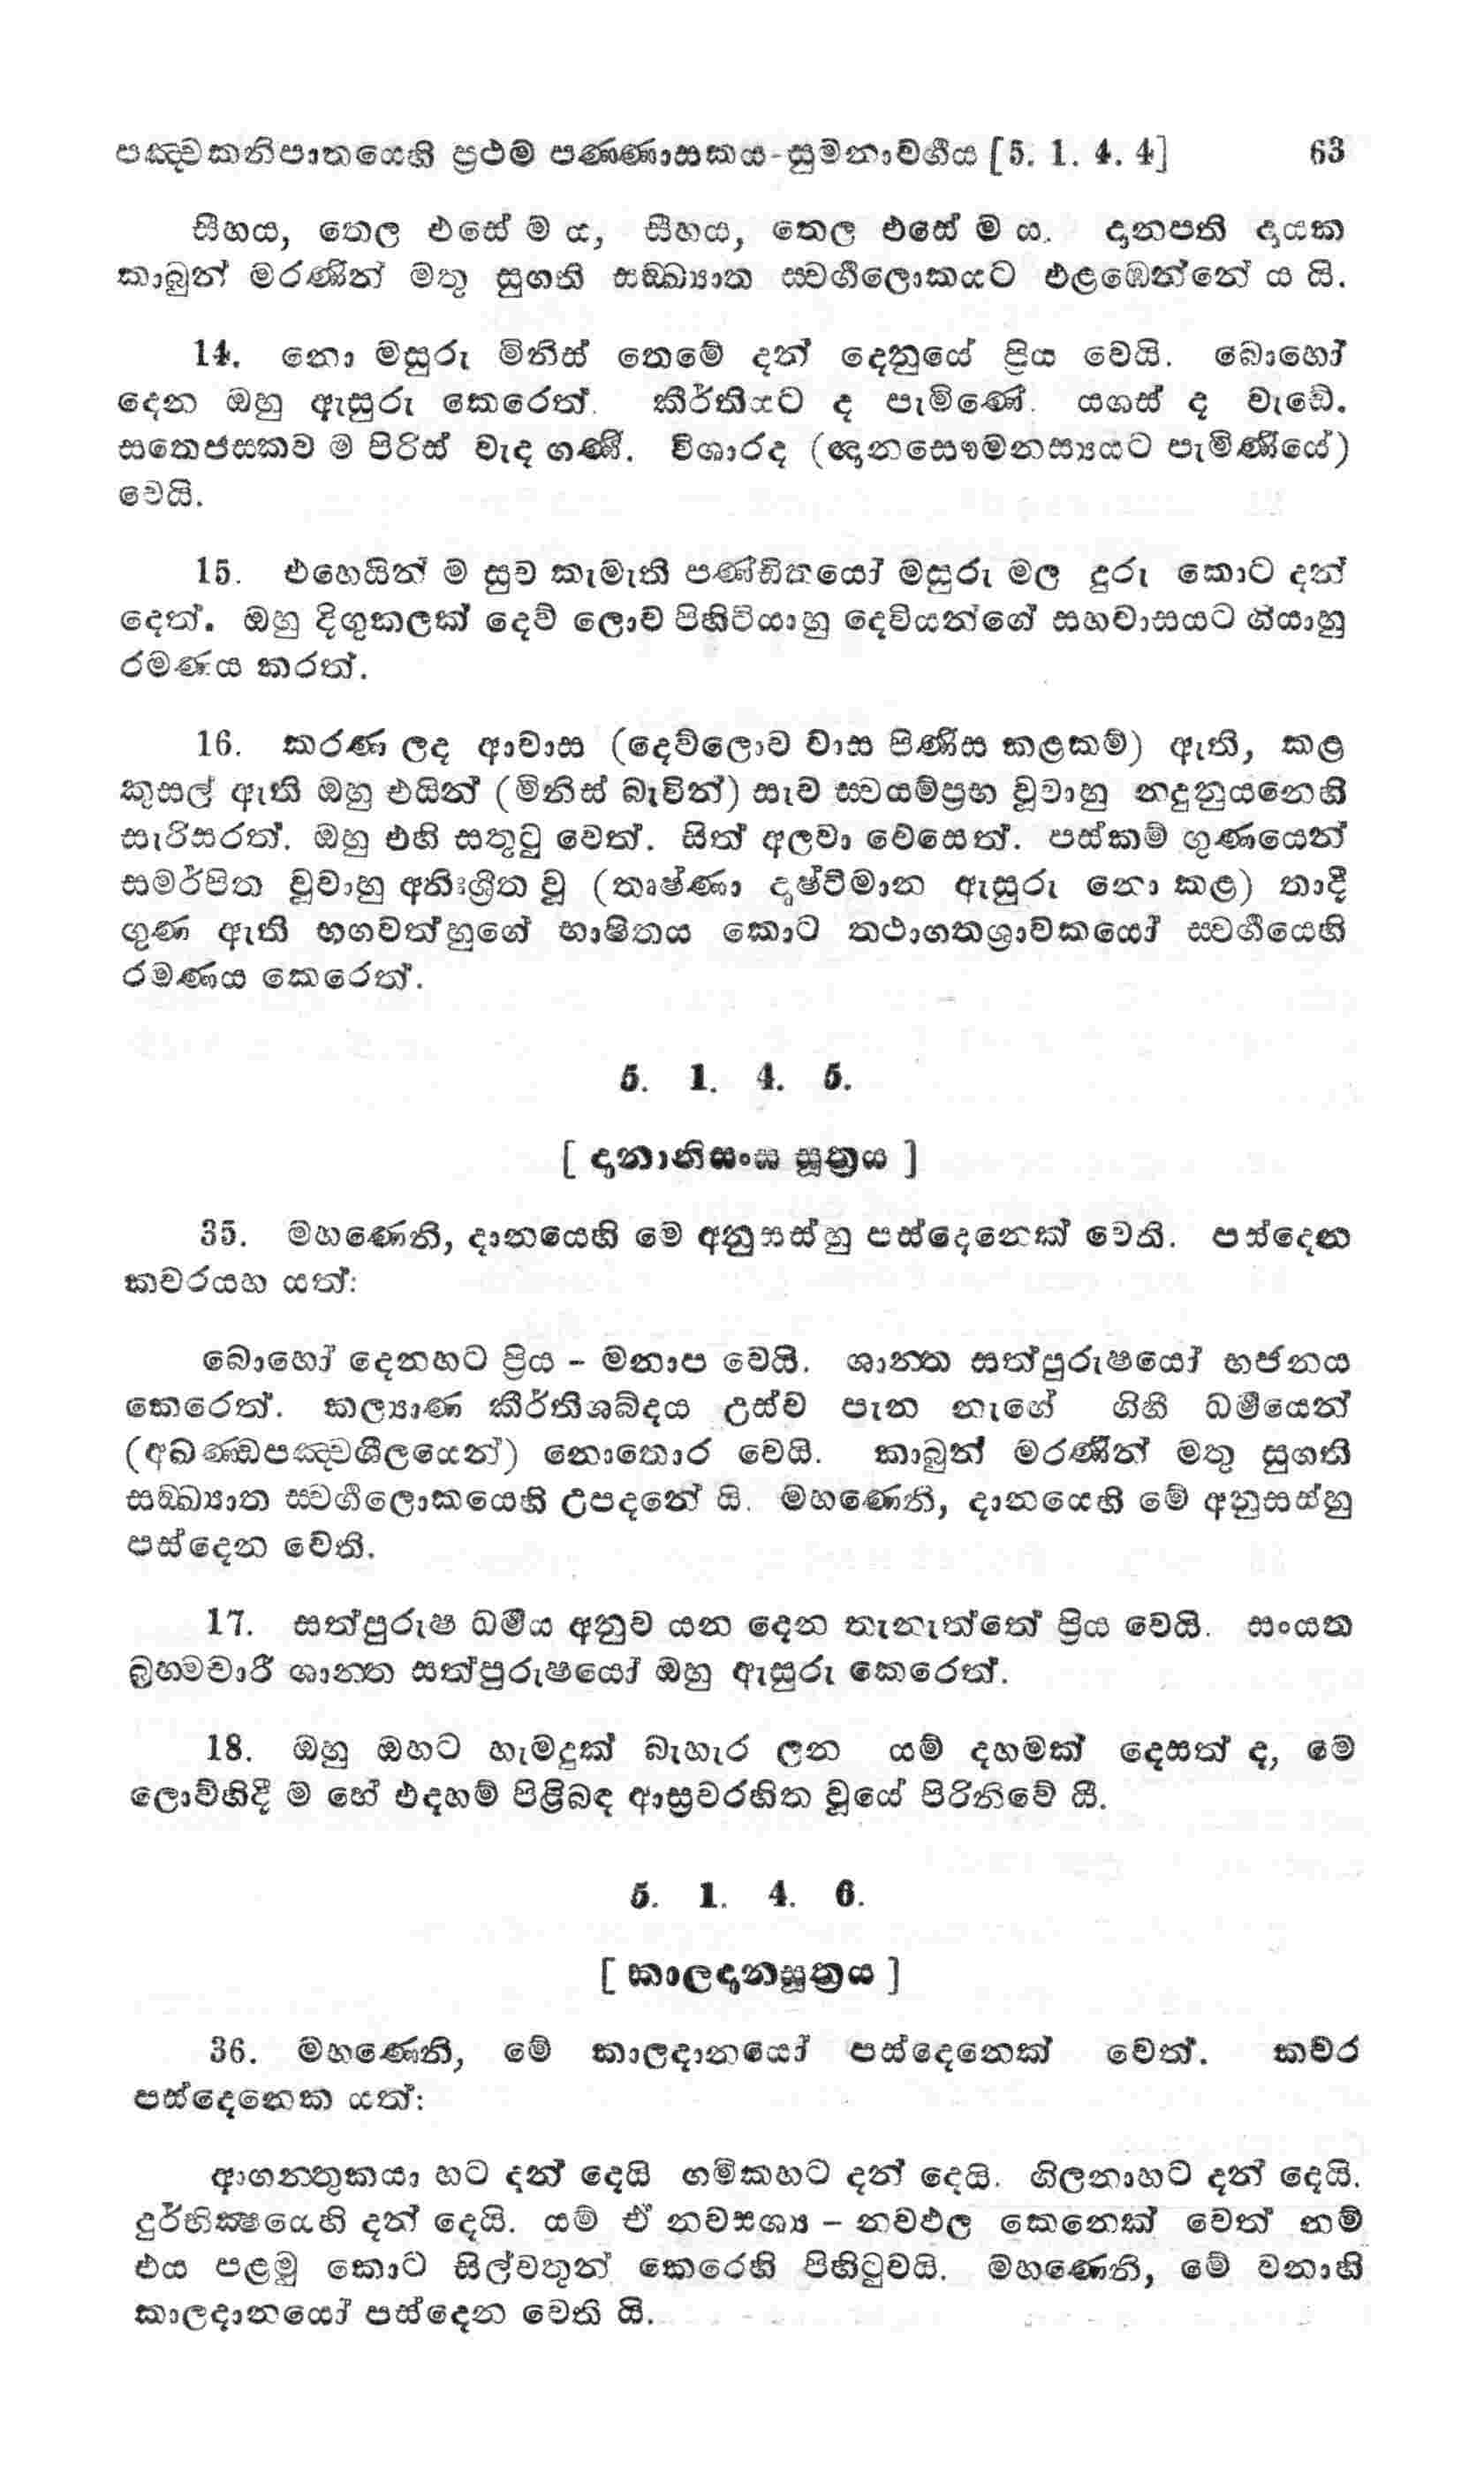 පඤ්චකනිපාතයෙහි ප්‍රථම පණ්ණාසකය-සුමනාවර්ගය [5. 1. 4. 4] 63
සීහය, තෙල එසේ ම ය, සීහය, තෙල එසේ ම ය. දානපති දායක
කාබුන් මරණින් මතු සුගති සඞ්ඛ්‍යාත ස්වර්ගලොකයට එළඹෙන්නේ ය යි.
14. නො මසුරු මිනිස් තෙමේ දන් දෙනුයේ ප්‍රිය වෙයි. බොහෝ
දෙන ඔහු ඇසුරු කෙරෙත්. කීර්තියට ද පැමිණේ. යශස් ද වැඩේ.
සතෙජසකව ම පිරිස් වැද ගණී. විශාරද (ඥානසෞමනස්‍යයට පැමිණියේ)
වෙයි.
15. එහෙයින් ම සුව කැමැති පණ්ඩිතයෝ මසුරු මල දුරු කොට දන්
දෙත්. ඔහු දිගුකලක් දෙව් ලොව පිහිටියාහු දෙවියන්ගේ සහවාසයට ගියාහු
රමණය කරත්.
16. කරණ ලද ආවාස (දෙව්ලොව වාස පිණිස කළකම්) ඇති, කළ
කුසල් ඇති ඔහු එයින් (මිනිස් බැවින්) සැව ස්වයම්ප්‍රභ වූවාහු නඳුනුයනෙහි
සැරිසරත්. ඔහු එහි සතුටු වෙත්. සිත් අලවා වෙසෙත්. පස්කම් ගුණයෙන්
සමර්පිත වූවාහු අනිඃශ්‍රිත වූ (තෘෂ්ණා දෘෂ්ටිමාන ඇසුරු නො කළ) තාදී
ගුණ ඇති භගවත්හුගේ භාෂිතය කොට තථාගතශ්‍රාවකයෝ ස්වර්ගයෙහි
රමණය කෙරෙත්.
5. 1. 4. 5.
[ දානානිසංස සූත්‍රය ]
35. මහණෙනි, දානයෙහි මෙ අනුසස්හු පස්දෙනෙක් වෙති. පස්දෙන
කවරයහ යත්:
බොහෝ දෙනහට ප්‍රිය - මනාප වෙයි. ශාන්ත සත්පුරුෂයෝ භජනය
කෙරෙත්. කල්‍යාණ කීර්තිශබ්දය උස්ව පැන නැගේ ගිහි ධර්මයෙන්
(අඛණ්ඩපඤ්චශීලයෙන්) නොතොර වෙයි. කාබුන් මරණින් මතු සුගති
සඞ්ඛ්‍යාත ස්වර්ගලොකයෙහි උපදනේ යි. මහණෙනි, දානයෙහි මේ අනුසස්හු
පස්දෙන වෙති.
17. සත්පුරුෂ ධර්මය අනුව යන දෙන තැනැත්තේ ප්‍රිය වෙයි. සංයත
බ්‍රහ්මචාරී ශාන්ත සත්පුරුෂයෝ ඔහු ඇසුරු කෙරෙත්.
18. ඔහු ඔහට හැමදුක් බැහැර ලන යම් දහමක් දෙසත් ද, මෙ
ලොව්හිදී ම හේ එදහම් පිළිබඳ ආස්‍රවරහිත වූයේ පිරිනිවේ යී.
5. 1. 4. 6.
[ කාලදානසූත්‍රය ]
36. මහණෙනි, මේ කාලදානයෝ පස්දෙනෙක් වෙත්. කවර
පස්දෙනෙක යත්:
ආගන්තුකයා හට දන් දෙයි ගමිකහට දන් දෙයි. ගිලනාහට දන් දෙයි.
දුර්භික්ෂයෙහි දන් දෙයි. යම් ඒ නවසශ්‍ය - නවඵල කෙනෙක් වෙත් නම්
එය පළමු කොට සිල්වතුන් කෙරෙහි පිහිටුවයි. මහණෙනි, මේ වනාහි
කාලදානයෝ පස්දෙන වෙති යි.